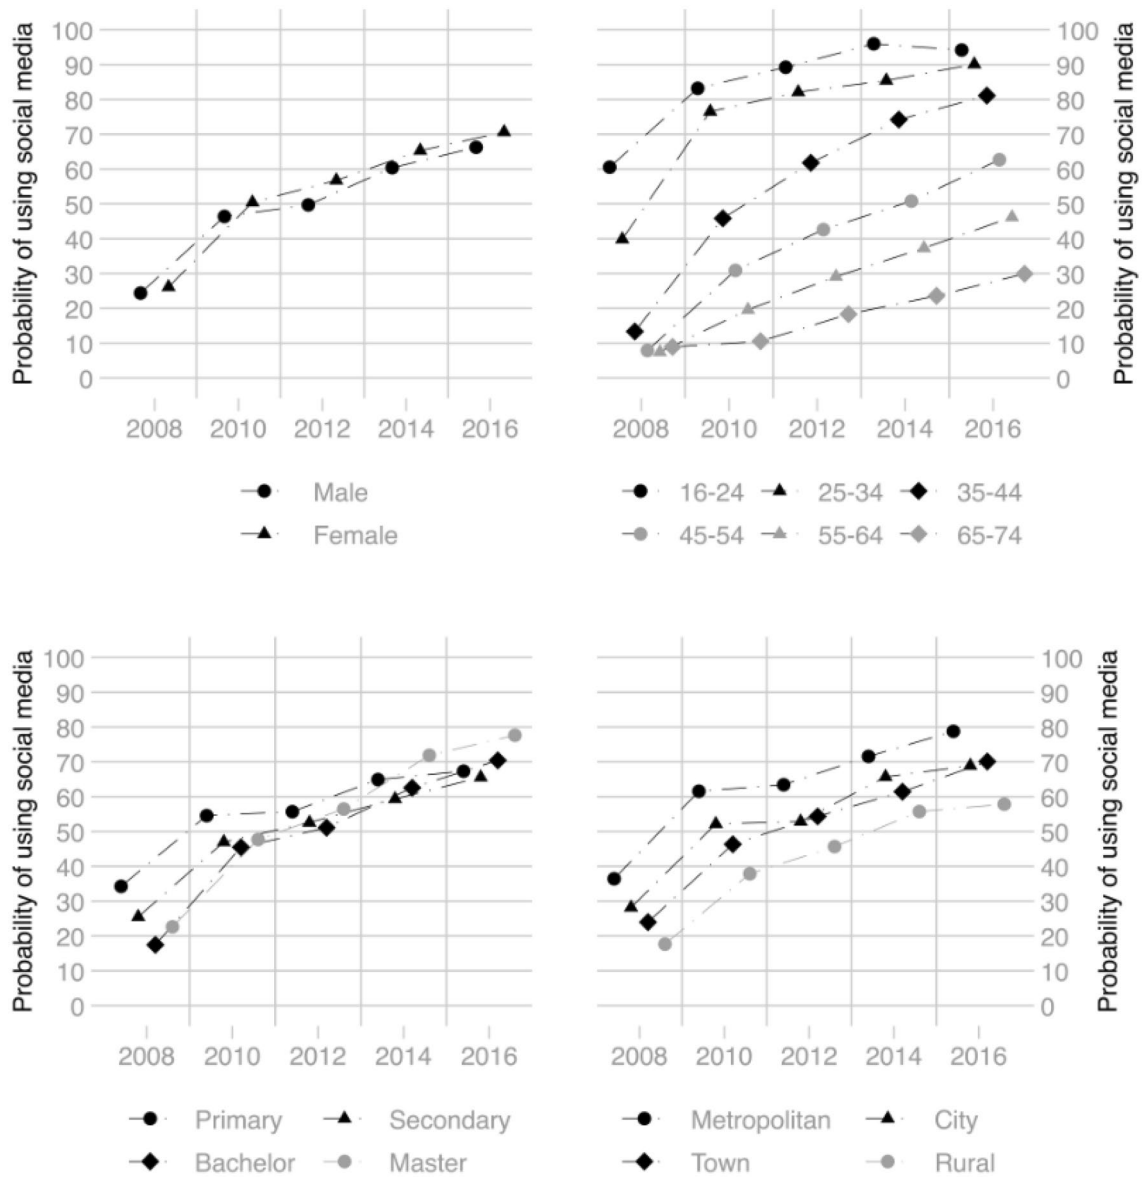 Probability of using social media
100
90
80
70
60
50
40
30
20
10
0
2008 2010 2012 2014 2016
Male
Female
100
90
80
70
60
50
40
30
20
10
0
Probability of using social media
2008 2010 2012 2014 2016
16-24 25-34 35-44
45-54 55-64 65-74
Probability of using social media
100
90
80
70
60
50
40
30
20
10
0
2008 2010 2012 2014 2016
Primary Secondary
Bachelor Master
100
90
80
70
60
50
40
30
20
10
0
Probability of using social media
2008 2010 2012 2014 2016
Metropolitan City
Town Rural